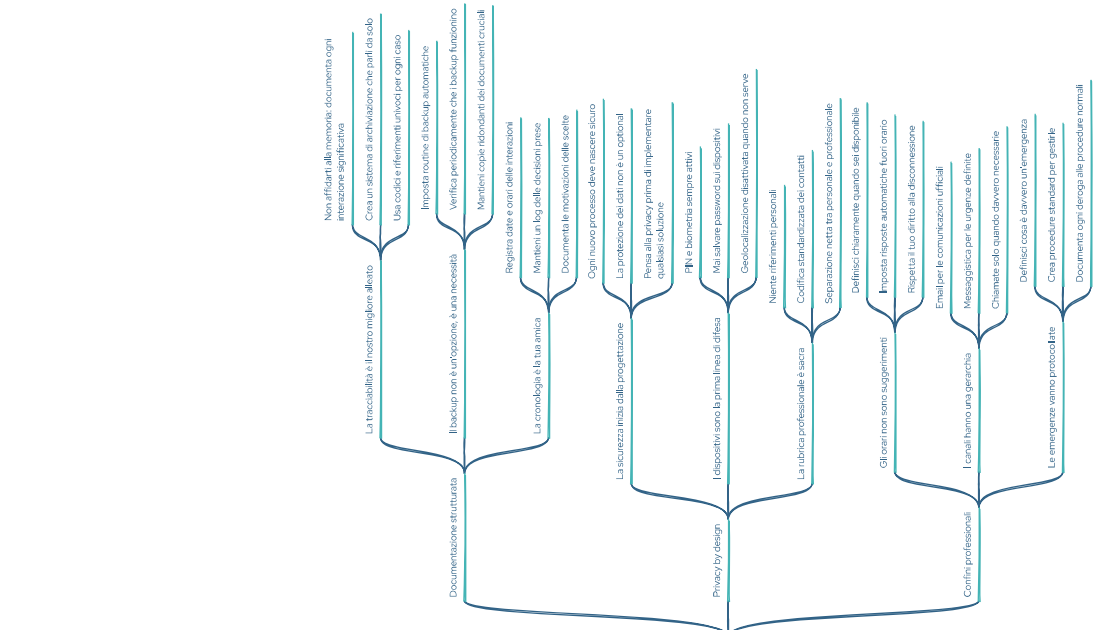 Non affidarti alla memoria: documenta ogni
interazione significativa
Crea un sistema di archiviazione che parli da solo
Usa codici e riferimenti univoci per ogni caso
La tracciabilità è il nostro migliore alleato
Imposta routine di backup automatiche
Verifica periodicamente che i backup funzionino
Mantieni copie ridondanti dei documenti cruciali
Il backup non è un'opzione, è una necessità
Registra date e orari delle interazioni
Mantieni un log delle decisioni prese
Documenta le motivazioni delle scelte
La cronologia è la tua amica
Documentazione strutturata
Ogni nuovo processo deve nascere sicuro
La protezione dei dati non è un optional
Pensa alla privacy prima di implementare
qualsiasi soluzione
La sicurezza inizia dalla progettazione
PIN e biometria sempre attivi
Mai salvare password sui dispositivi
Geolocalizzazione disattivata quando non serve
I dispositivi sono la prima linea di difesa
Niente riferimenti personali
Codifica standardizzata dei contatti
Separazione netta tra personale e professionale
La rubrica professionale è sacra
Privacy by design
Definisci chiaramente quando sei disponibile
Imposta risposte automatiche fuori orario
Rispetta il tuo diritto alla disconnessione
Gli orari non sono suggerimenti
Email per le comunicazioni ufficiali
Messaggistica per le urgenze definite
Chiamate solo quando davvero necessarie
I canali hanno una gerarchia
Definisci cosa è davvero un'emergenza
Crea procedure standard per gestirle
Documenta ogni deroga alle procedure normali
Le emergenze vanno protocollate
Confini professionali